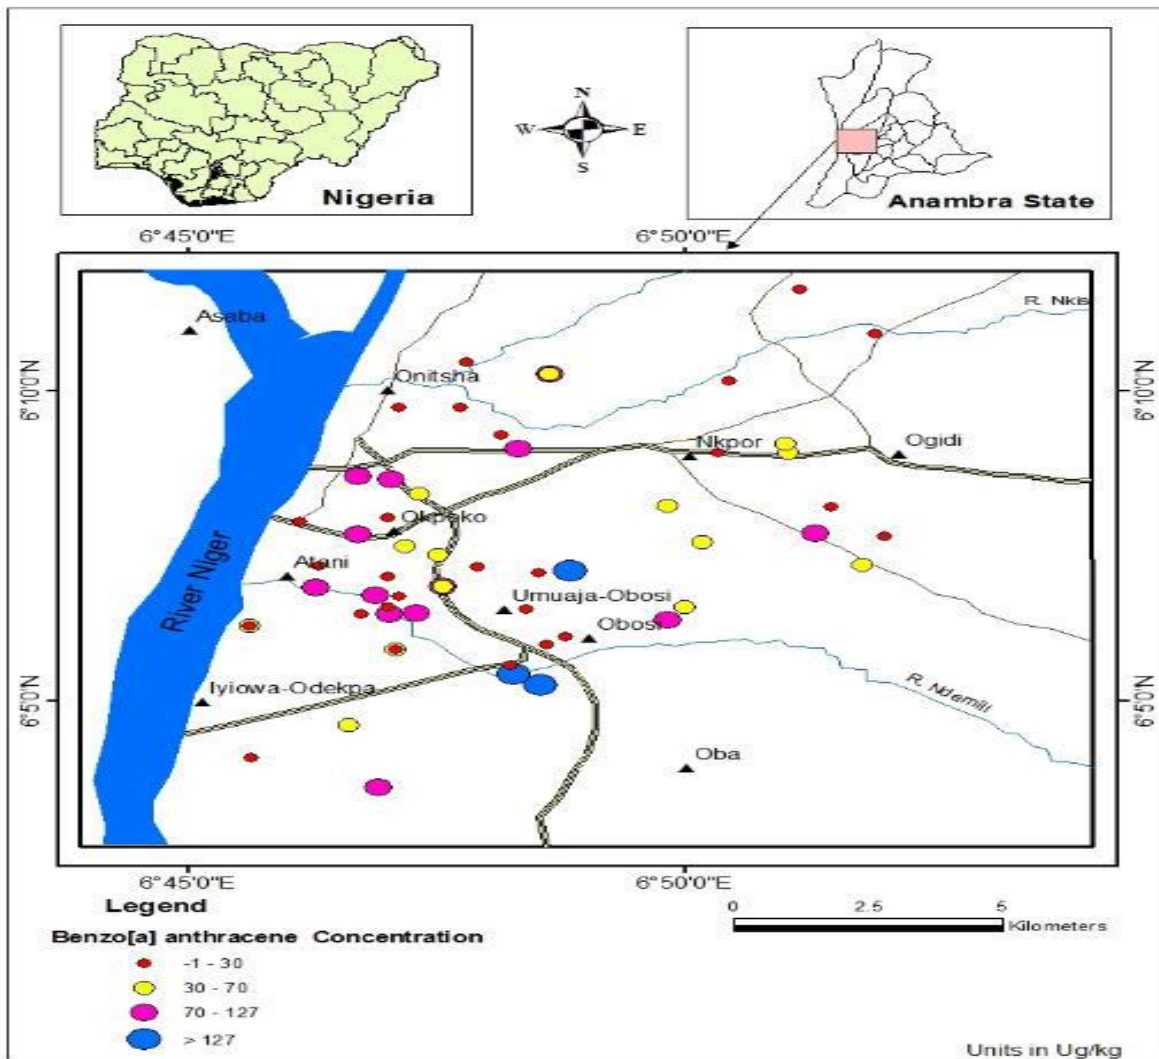 Nigeria
N
W E
S
Anambra State
6°45'0"E 6°50'0"E
Asaba
R. Nkis
Onitsha
6°10'0"N
6°10'0"N
Nkpor
Ogidi
Okpoko
Atani
River Niger
Umuaja-Obosi
Obosi
Iyiowa-Odekpa
6°5'0"N
6°5'0"N
R. Ndemili
Oba
6°45'0"E 6°50'0"E
Legend
0 2.5 5
Kilometers
Benzo[a] anthracene Concentration
-1 - 30
30 - 70
70 - 127
> 127
Units in Ug/kg